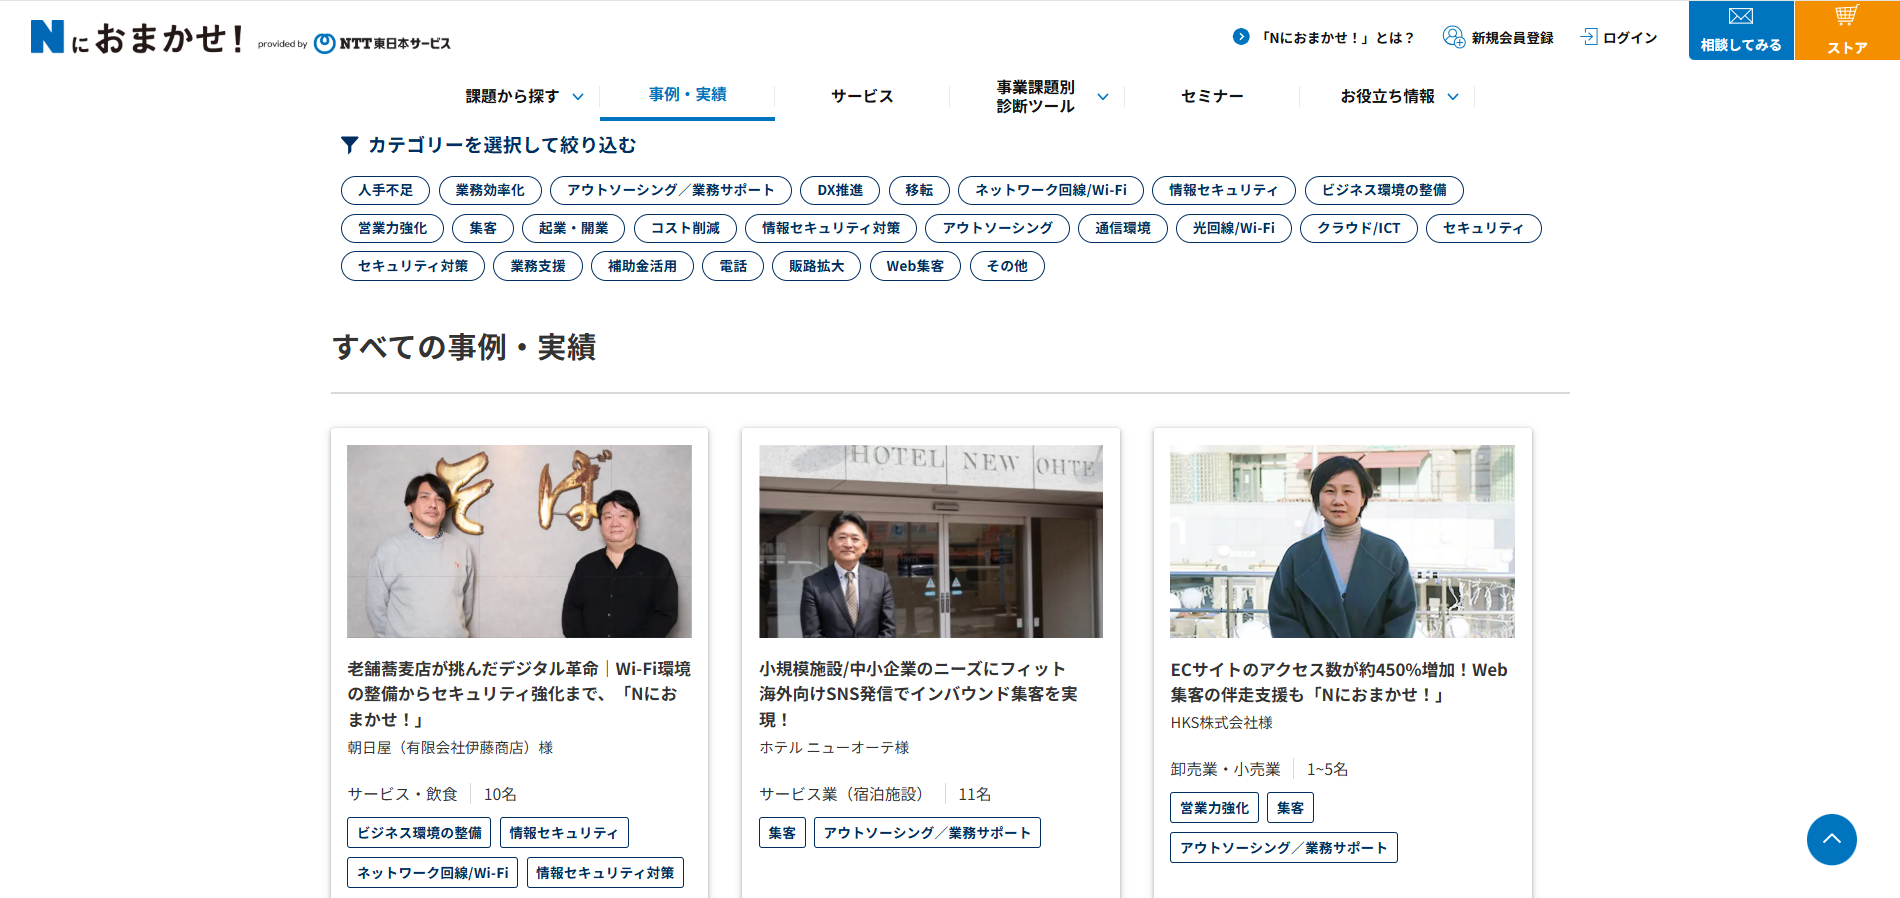 Nにおまかせ！ provided by NTT東日本サービス
「Nにおまかせ！」とは？ 新規会員登録 ログイン 相談してみる ストア
課題から探す 事例・実績 サービス 事業課題別 診断ツール セミナー お役立ち情報
カテゴリーを選択して絞り込む
人手不足 業務効率化 アウトソーシング／業務サポート DX推進 移転 ネットワーク回線/Wi-Fi 情報セキュリティ ビジネス環境の整備
営業力強化 集客 起業・開業 コスト削減 情報セキュリティ対策 アウトソーシング 通信環境 光回線/Wi-Fi クラウド/ICT セキュリティ
セキュリティ対策 業務支援 補助金活用 電話 販路拡大 Web集客 その他
すべての事例・実績
そば
老舗蕎麦店が挑んだデジタル革命｜Wi-Fi環境
の整備からセキュリティ強化まで、「Nにお
まかせ！」
朝日屋（有限会社伊藤商店）様
サービス・飲食 10名
ビジネス環境の整備 情報セキュリティ
ネットワーク回線/Wi-Fi 情報セキュリティ対策
HOTEL NEW OHTE
小規模施設/中小企業のニーズにフィット
海外向けSNS発信でインバウンド集客を実
現！
ホテル ニューオーテ様
サービス業（宿泊施設） 11名
集客 アウトソーシング／業務サポート
ECサイトのアクセス数が約450%増加！Web
集客の伴走支援も「Nにおまかせ！」
HKS株式会社様
卸売業・小売業 1~5名
営業力強化 集客
アウトソーシング／業務サポート